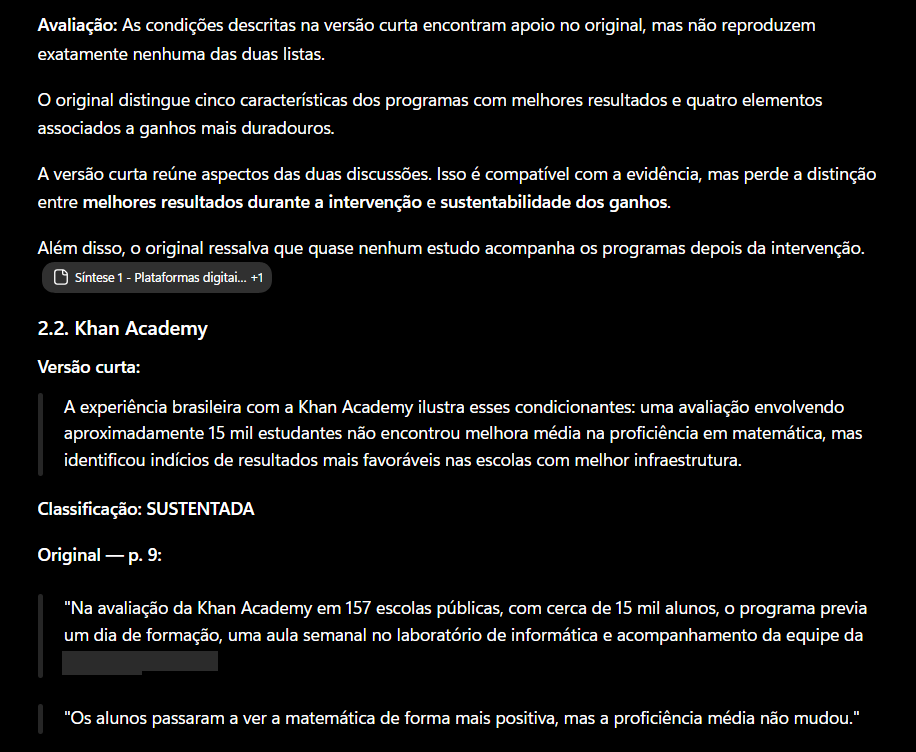 Avaliação: As condições descritas na versão curta encontram apoio no original, mas não reproduzem
exatamente nenhuma das duas listas.
O original distingue cinco características dos programas com melhores resultados e quatro elementos
associados a ganhos mais duradouros.
A versão curta reúne aspectos das duas discussões. Isso é compatível com a evidência, mas perde a distinção
entre melhores resultados durante a intervenção e sustentabilidade dos ganhos.
Além disso, o original ressalva que quase nenhum estudo acompanha os programas depois da intervenção.
Síntese 1 - Plataformas digitai... +1
2.2. Khan Academy
Versão curta:
A experiência brasileira com a Khan Academy ilustra esses condicionantes: uma avaliação envolvendo
aproximadamente 15 mil estudantes não encontrou melhora média na proficiência em matemática, mas
identificou indícios de resultados mais favoráveis nas escolas com melhor infraestrutura.
Classificação: SUSTENTADA
Original — p. 9:
"Na avaliação da Khan Academy em 157 escolas públicas, com cerca de 15 mil alunos, o programa previa
um dia de formação, uma aula semanal no laboratório de informática e acompanhamento da equipe da
"Os alunos passaram a ver a matemática de forma mais positiva, mas a proficiência média não mudou."